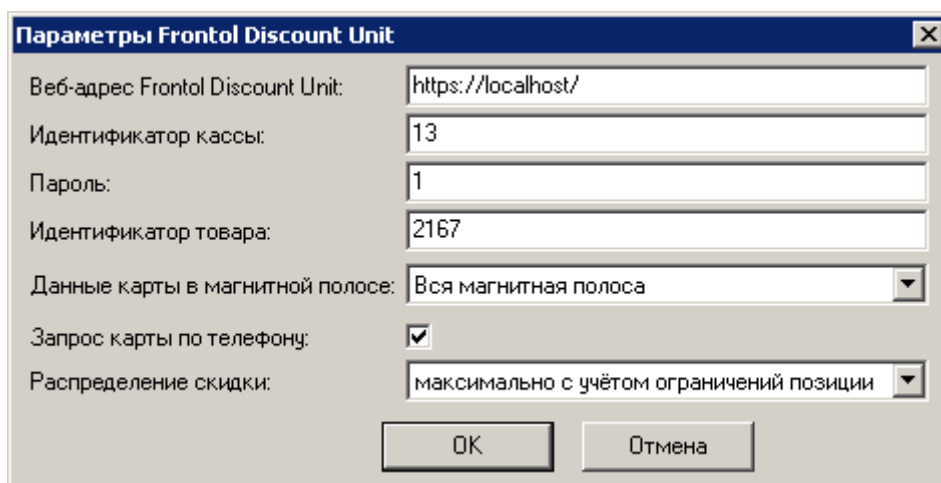 Параметры Frontol Discount Unit
Веб-адрес Frontol Discount Unit: https://localhost/
Идентификатор кассы: 13
Пароль: 1
Идентификатор товара: 2167
Данные карты в магнитной полосе: Вся магнитная полоса
Запрос карты по телефону:
Распределение скидки: максимально с учётом ограничений позиции
OK Отмена